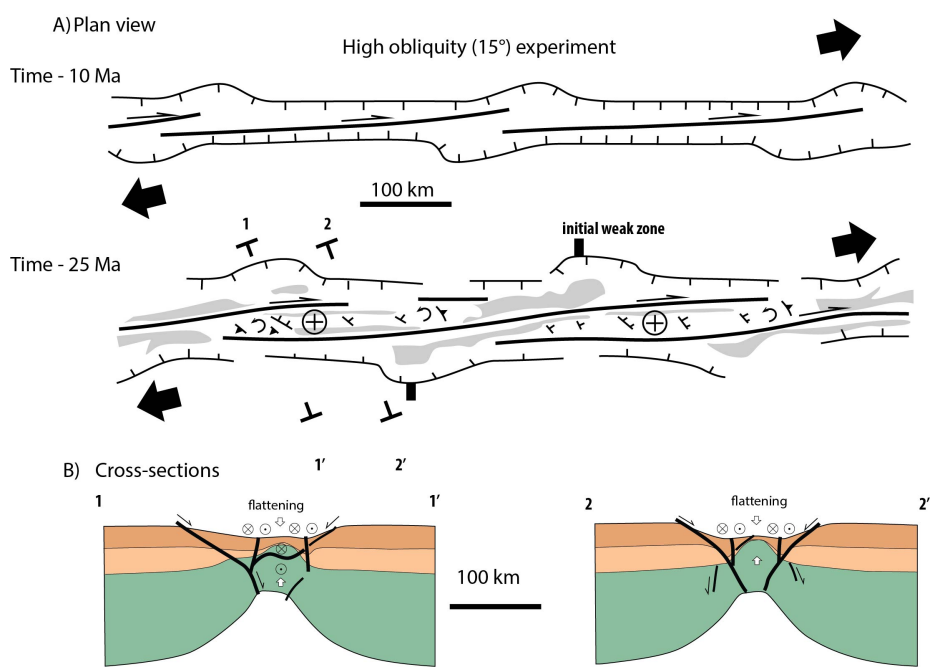 A) Plan view
High obliquity (15°) experiment
Time - 10 Ma
100 km
1 2
initial weak zone
Time - 25 Ma
B) Cross-sections
1' 2'
1 flattening 1'
2 flattening 2'
100 km